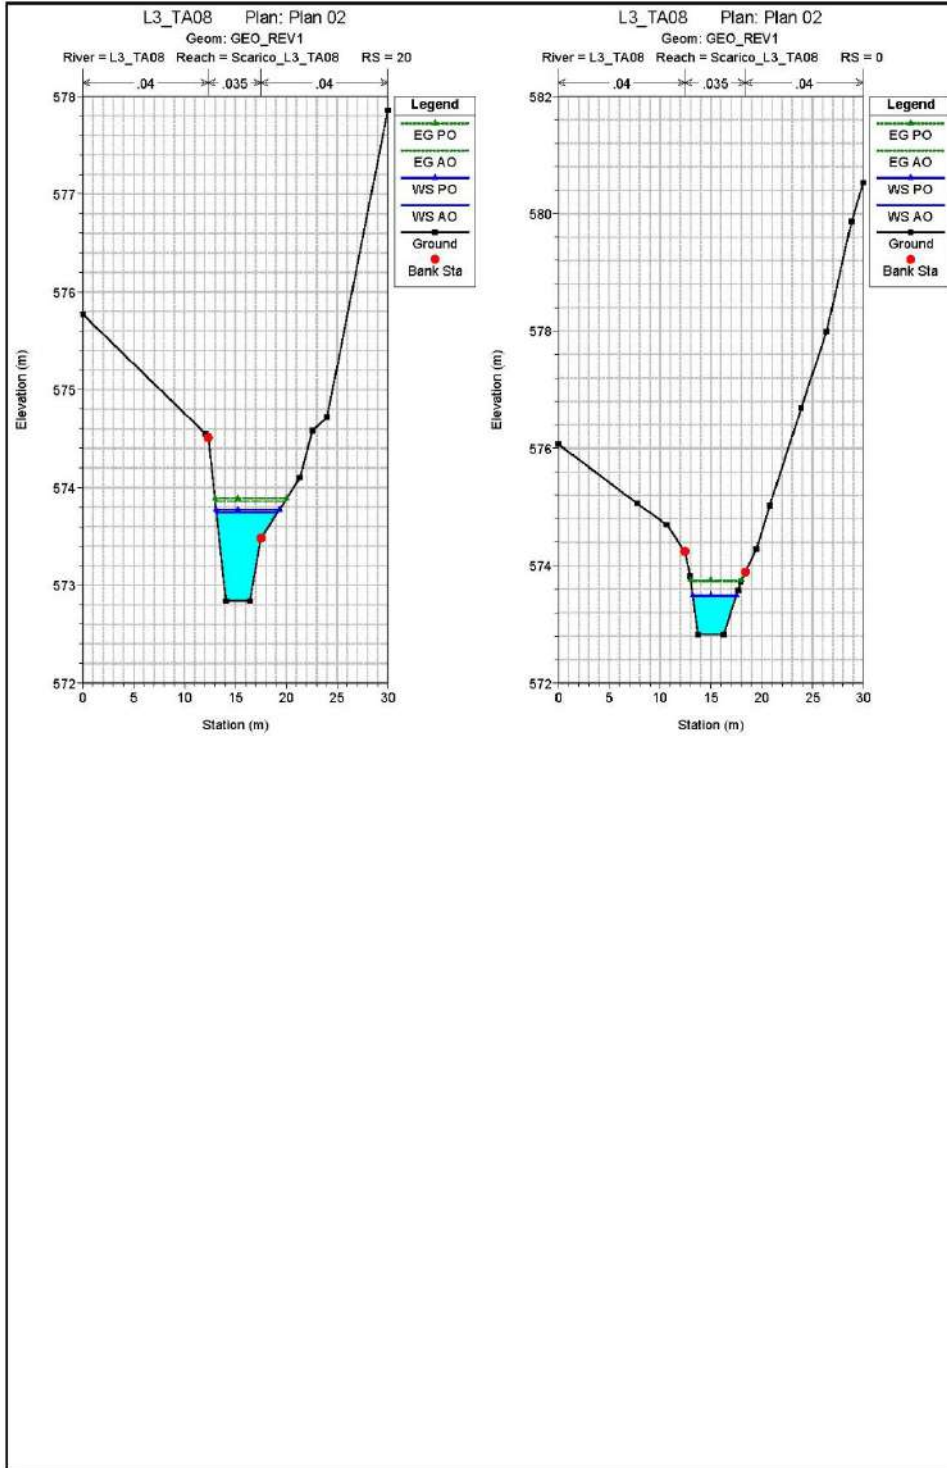 L3_TA08 Plan: Plan 02
Geom: GEO_REV1
River = L3_TA08 Reach = Scarico_L3_TA08 RS = 20
.04 .035 .04
578
577
576
575
574
573
572
Elevation (m)
0 5 10 15 20 25 30
Station (m)
Legend
EG PO
EG AO
WS PO
WS AO
Ground
Bank Sta
L3_TA08 Plan: Plan 02
Geom: GEO_REV1
River = L3_TA08 Reach = Scarico_L3_TA08 RS = 0
.04 .035 .04
582
580
578
576
574
572
Elevation (m)
0 5 10 15 20 25 30
Station (m)
Legend
EG PO
EG AO
WS PO
WS AO
Ground
Bank Sta